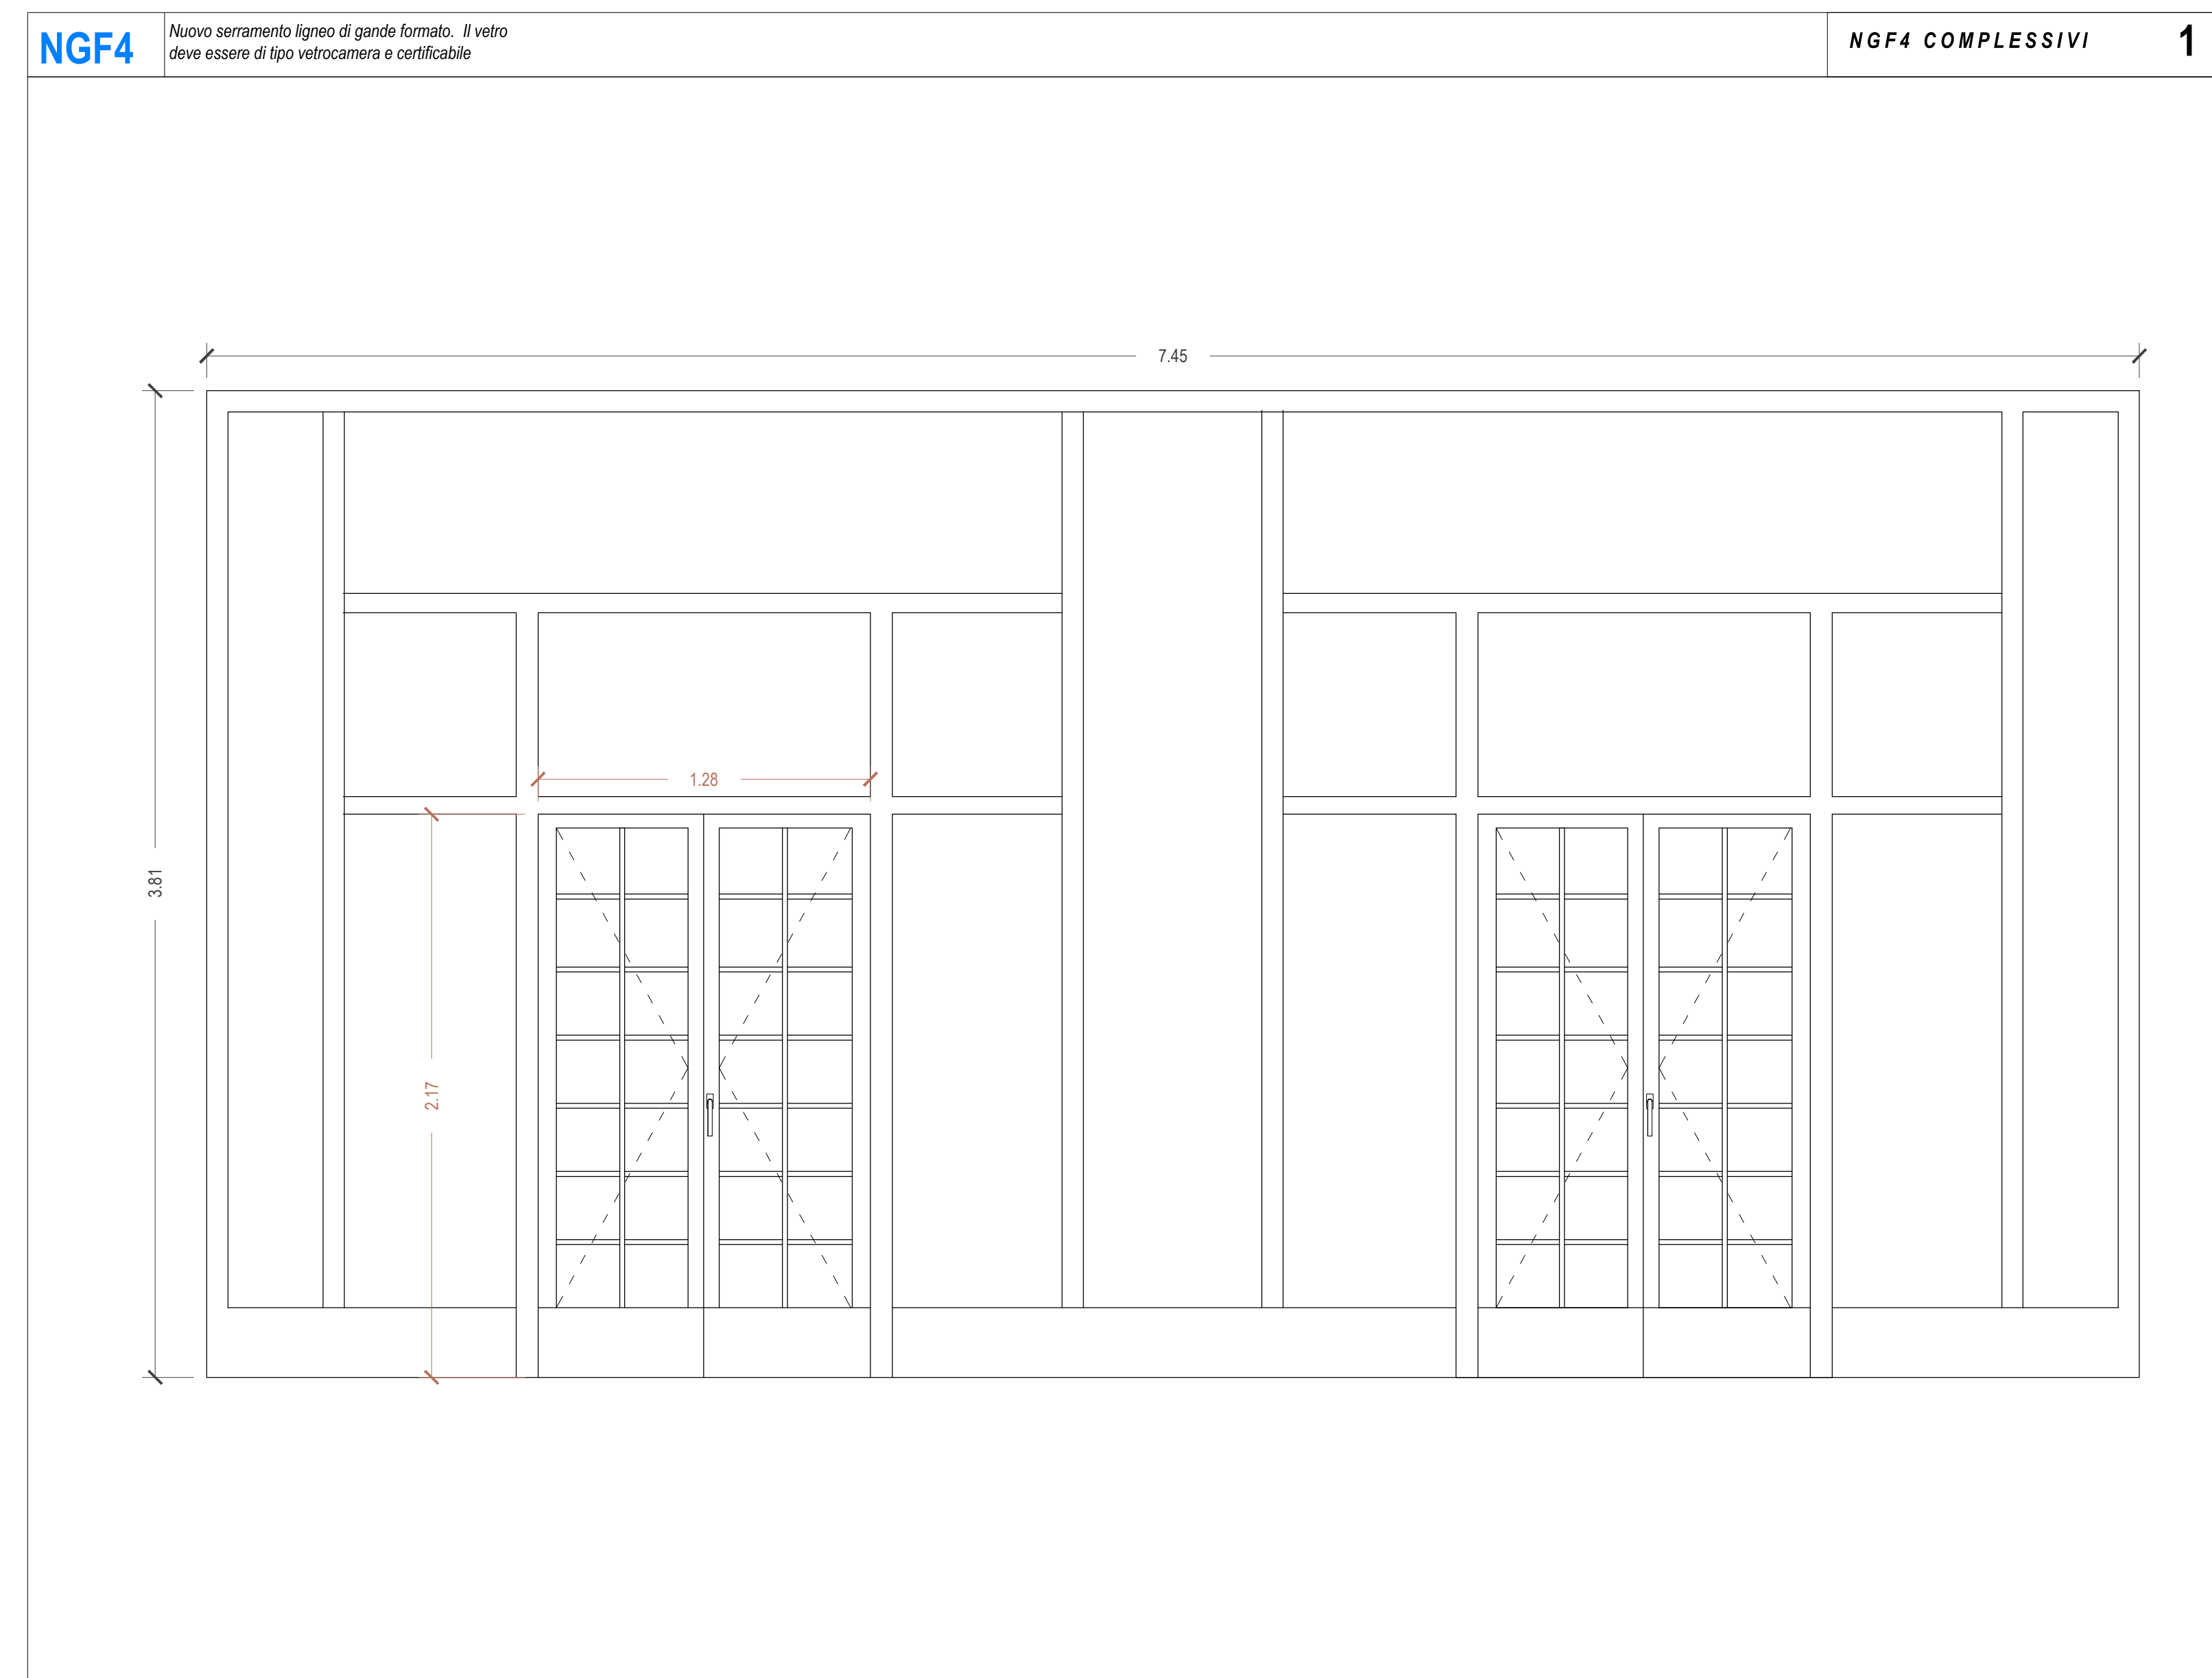 NGF4
Nuovo serramento ligneo di gande formato. Il vetro
deve essere di tipo vetrocamera e certificabile
NGF4 COMPLESSIVI
1
7.45
1.28
3.81
2.17